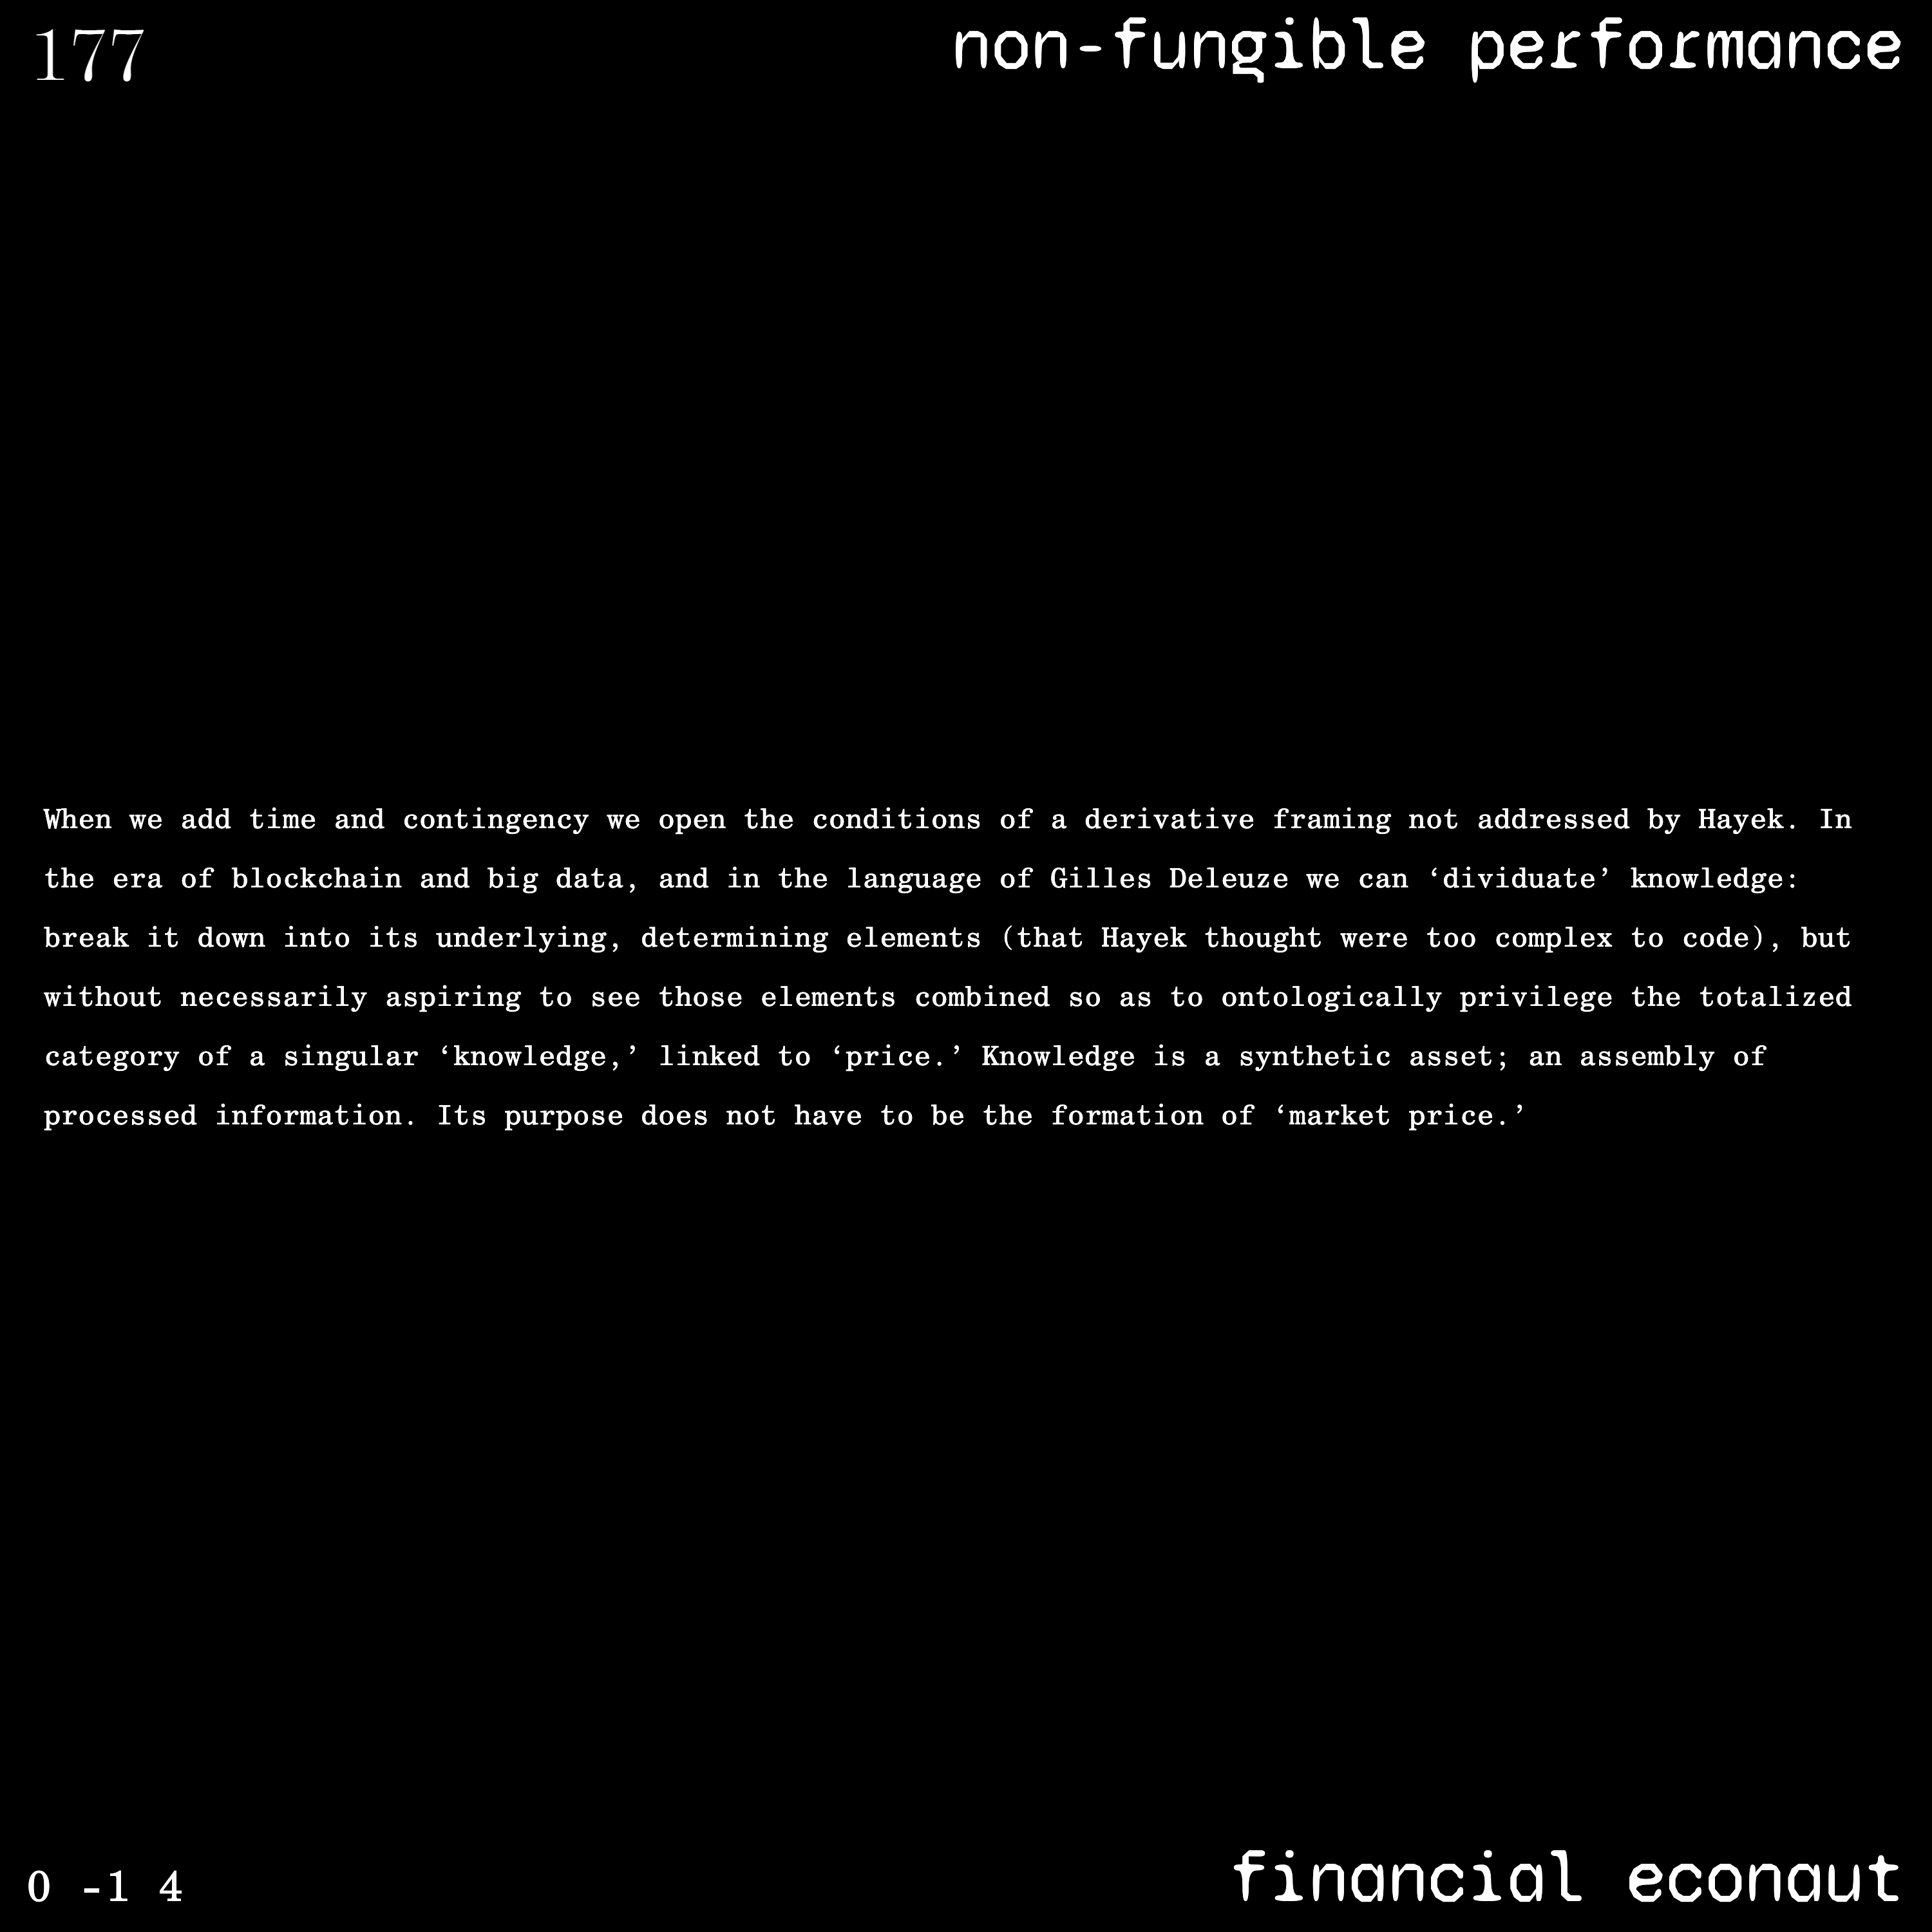 177
non-fungible performance
When we add time and contingency we open the conditions of a derivative framing not addressed by Hayek. In
the era of blockchain and big data, and in the language of Gilles Deleuze we can ‘dividuate’ knowledge:
break it down into its underlying, determining elements (that Hayek thought were too complex to code), but
without necessarily aspiring to see those elements combined so as to ontologically privilege the totalized
category of a singular ‘knowledge,’ linked to ‘price.’ Knowledge is a synthetic asset; an assembly of
processed information. Its purpose does not have to be the formation of ‘market price.’
0 -1 4
financial econaut